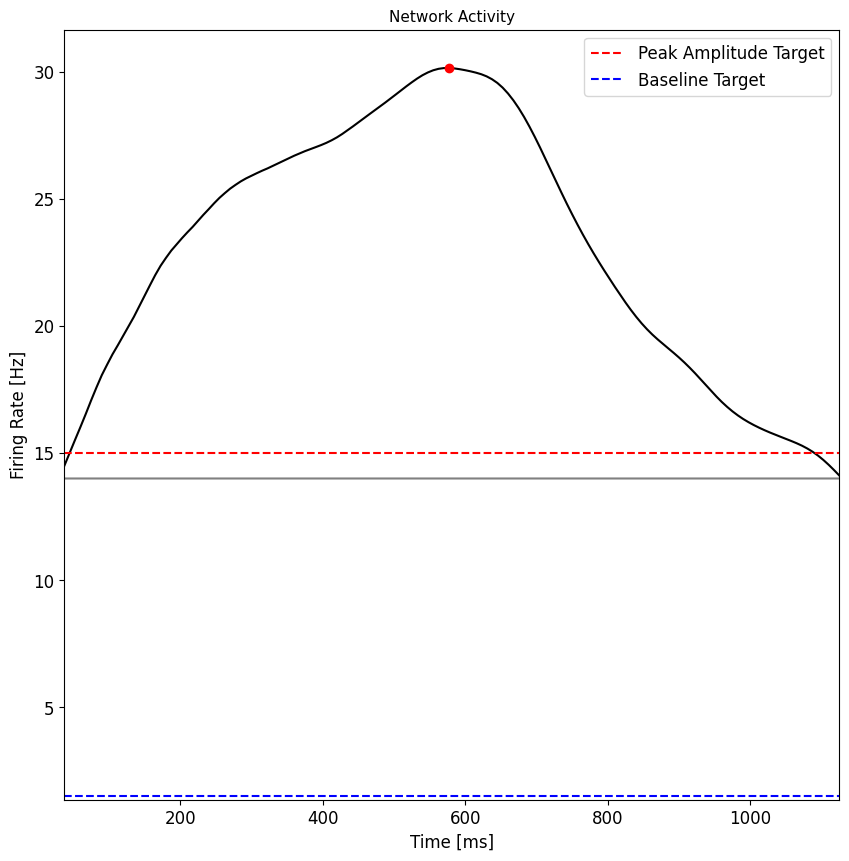 Network Activity
Peak Amplitude Target
Baseline Target
Firing Rate [Hz]
30
25
20
15
10
5
200 400 600 800 1000
Time [ms]